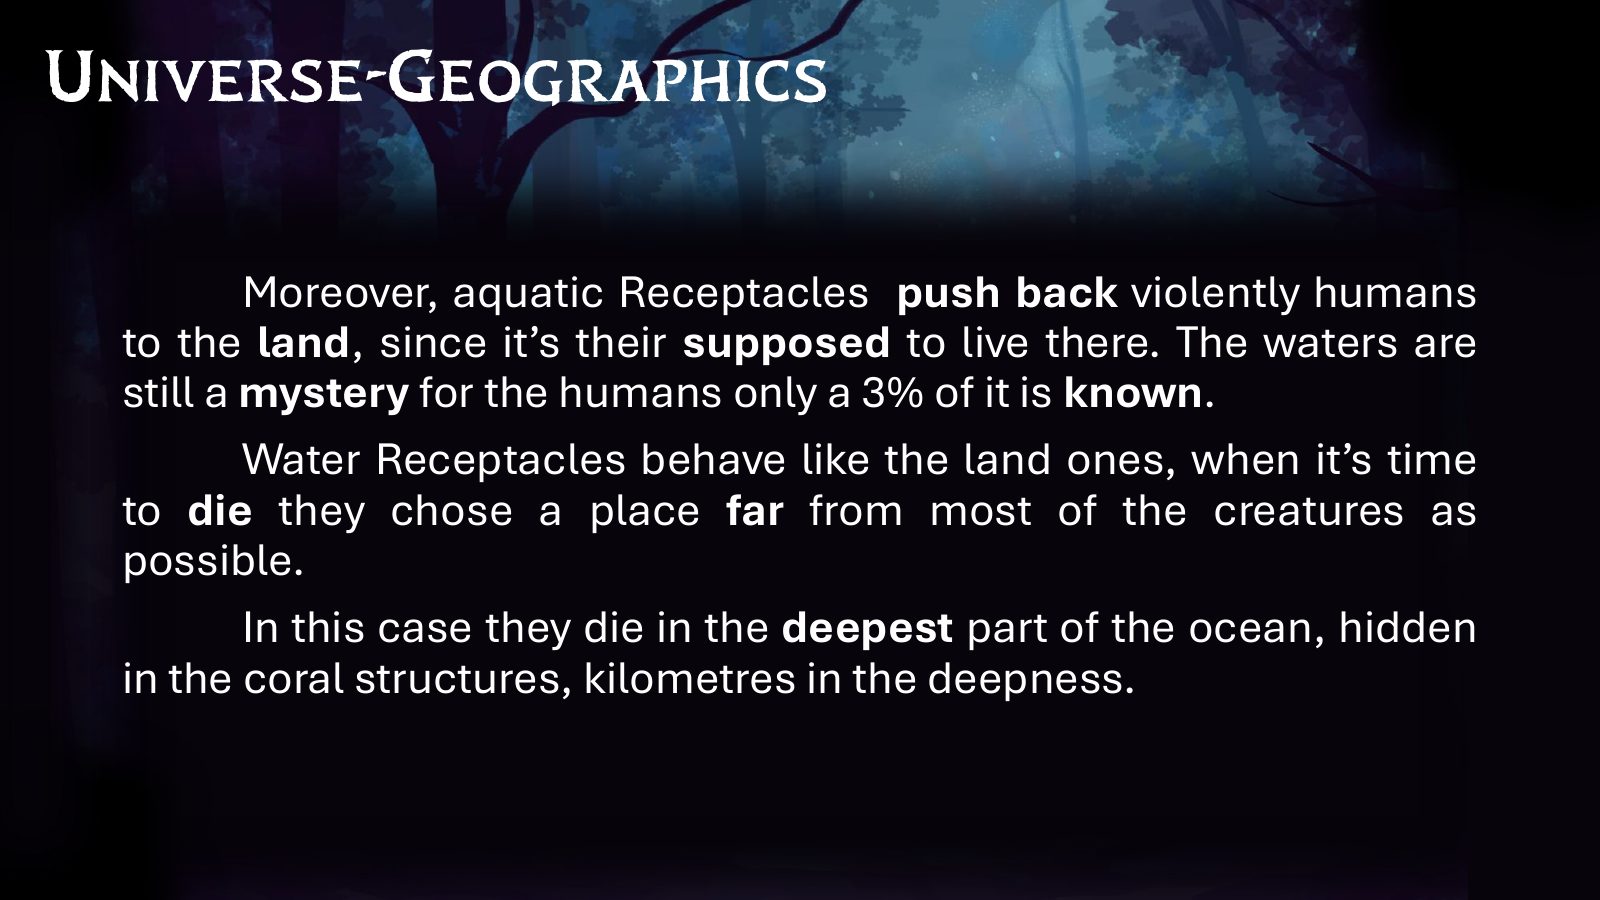 Universe-Geographics
Moreover, aquatic Receptacles  push back violently humans
to the land, since it’s their supposed to live there. The waters are
still a mystery for the humans only a 3% of it is known.
Water Receptacles behave like the land ones, when it’s time
to die they chose a place far from most of the creatures as
possible.
In this case they die in the deepest part of the ocean, hidden
in the coral structures, kilometres in the deepness.